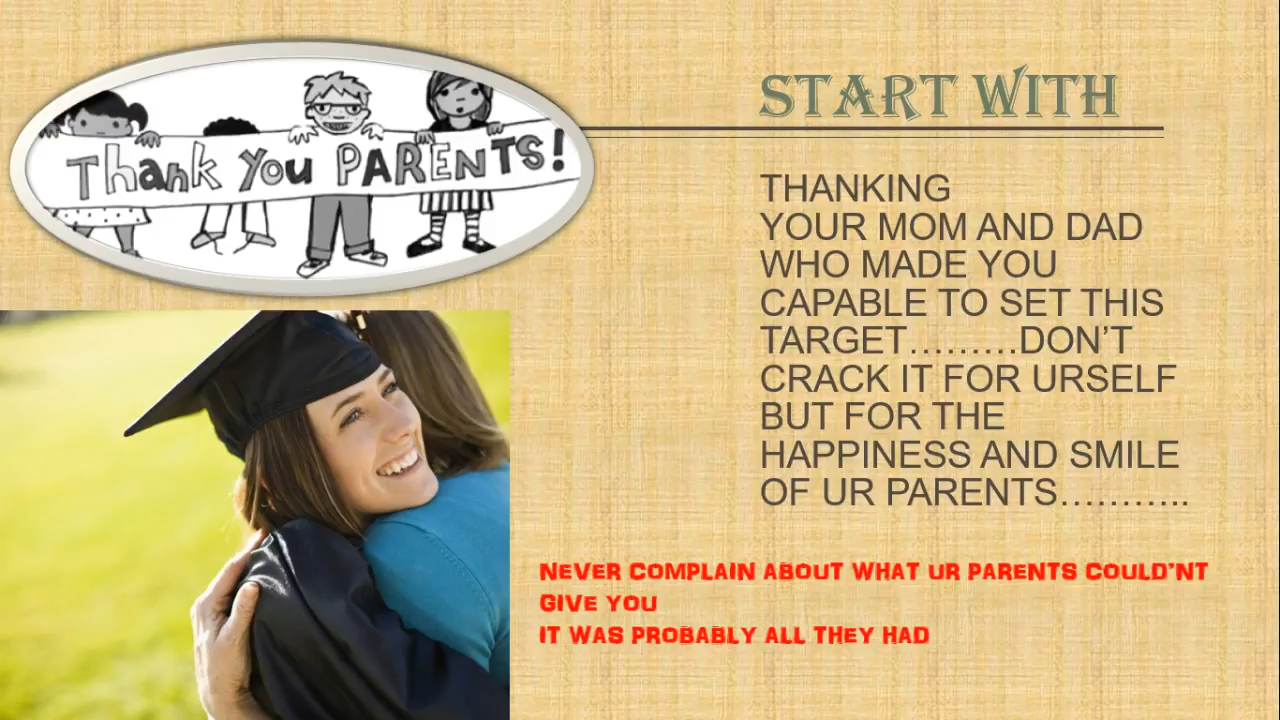 Thank You PARENTS!
START WITH
THANKING
YOUR MOM AND DAD
WHO MADE YOU
CAPABLE TO SET THIS
TARGET………DON’T
CRACK IT FOR URSELF
BUT FOR THE
HAPPINESS AND SMILE
OF UR PARENTS………..
NEVER COMPLAIN ABOUT WHAT UR PARENTS COULD’NT
GIVE YOU
IT WAS PROBABLY ALL THEY HAD